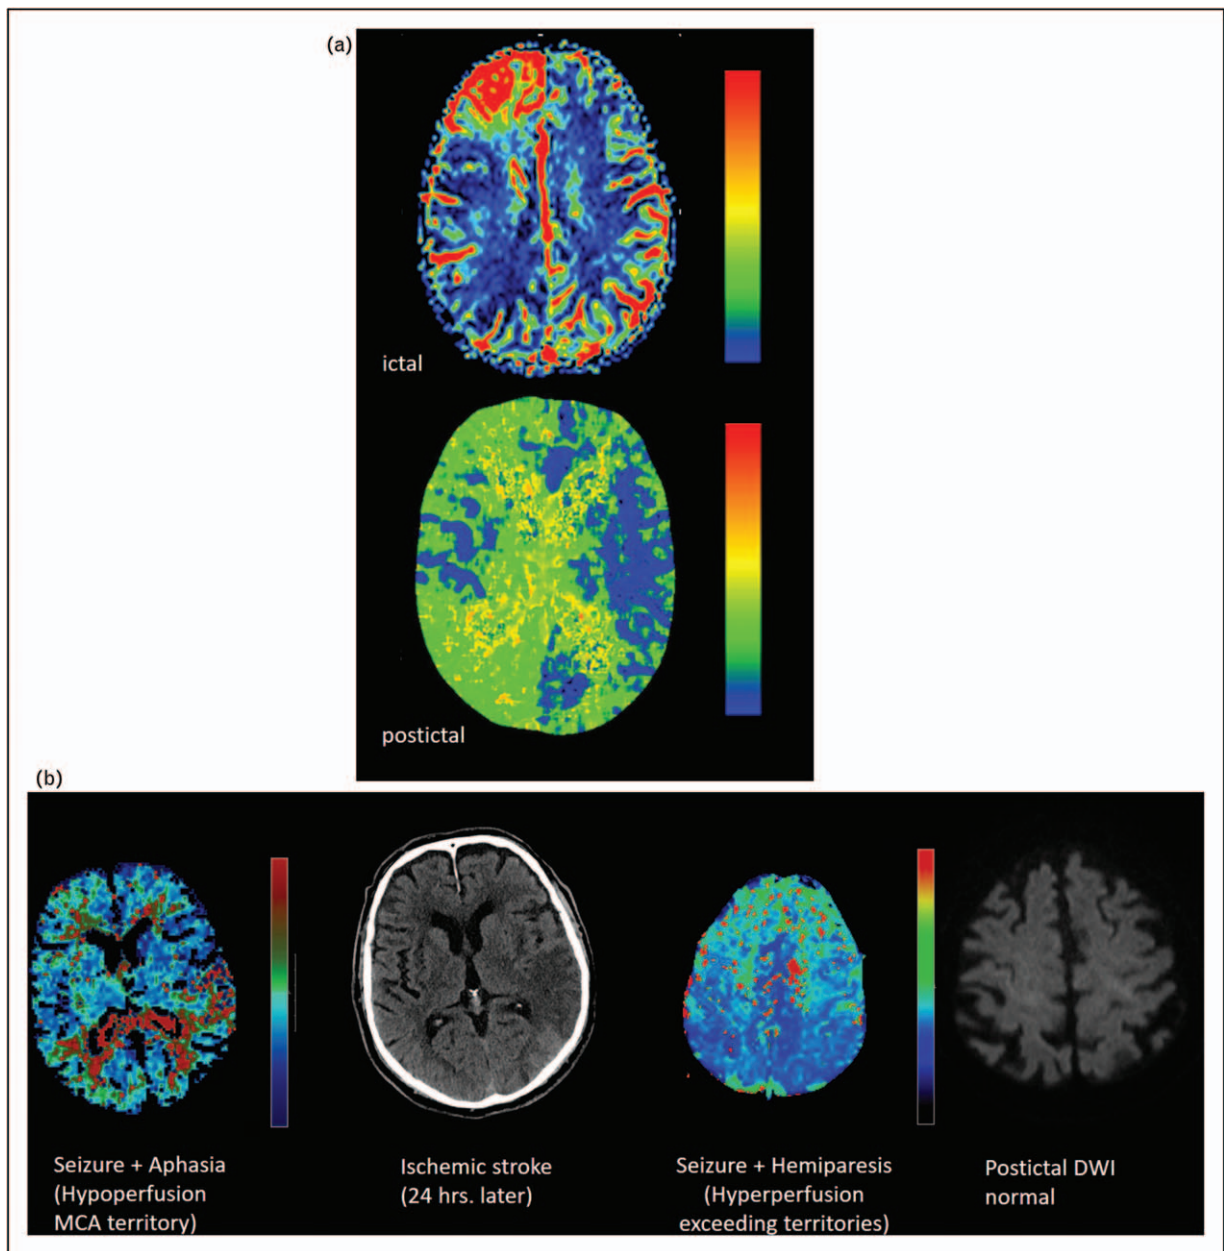 (a)
ictal
postictal
(b)
Seizure + Aphasia
(Hypoperfusion
MCA territory)
Ischemic stroke
(24 hrs. later)
Seizure + Hemiparesis
(Hyperperfusion
exceeding territories)
Postictal DWI
normal